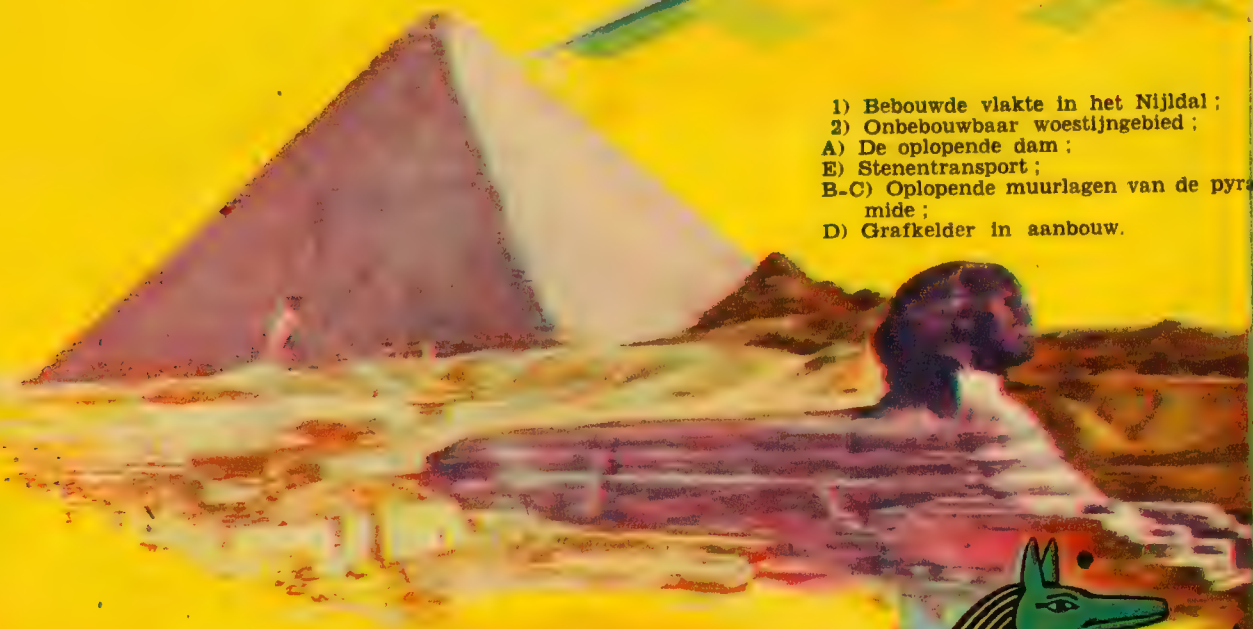 1) Bebouwde vlakte in het Nijldal ;
2) Onbebouwbaar woestijngebied ;
A) De oplopende dam ;
E) Stenentransport ;
B-C) Oplopende muurlagen van de pyra
mide ;
D) Grafkelder in aanbouw.